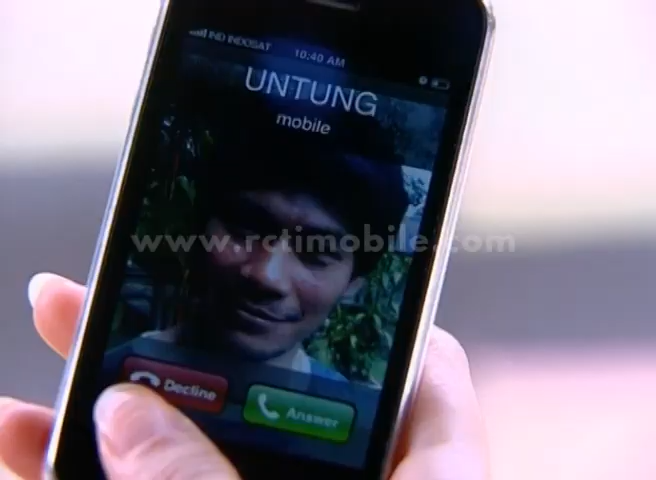 IND INDOSAT
10:40 AM
UNTUNG
mobile
www.rctimobile.com
Decline
Answer